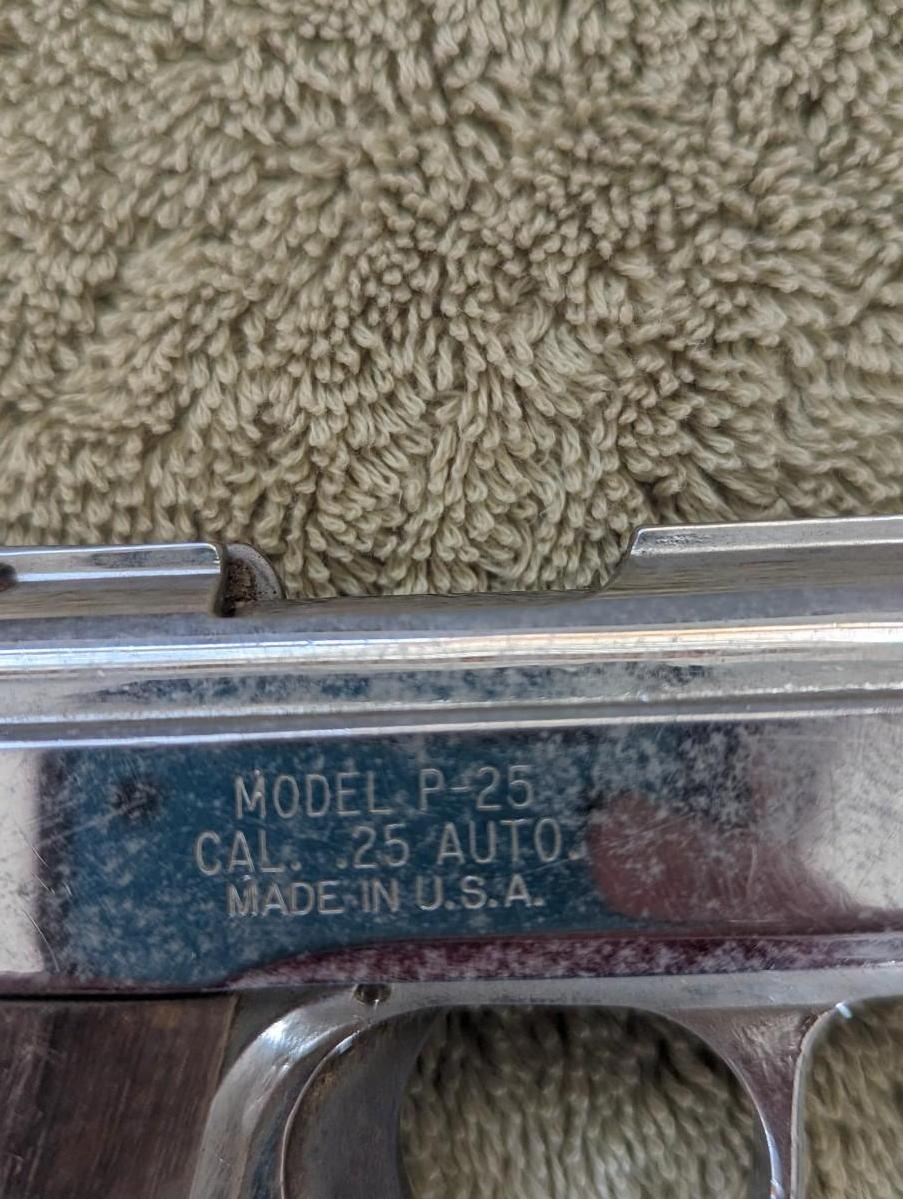 MODEL P-25
CAL. .25 AUTO.
MADE IN U.S.A.